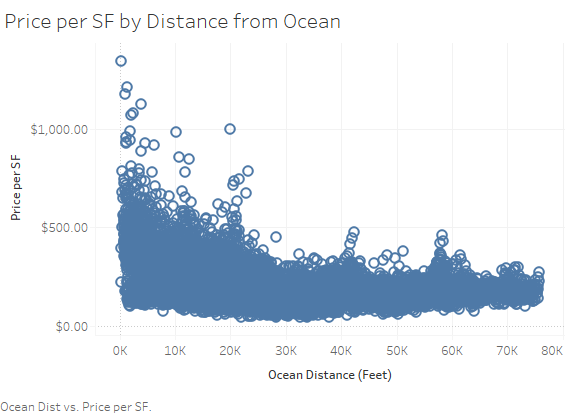 Price per SF by Distance from Ocean
$1,000.00
$500.00
$0.00
Price per SF
0K 10K 20K 30K 40K 50K 60K 70K 80K
Ocean Distance (Feet)
Ocean Dist vs. Price per SF.